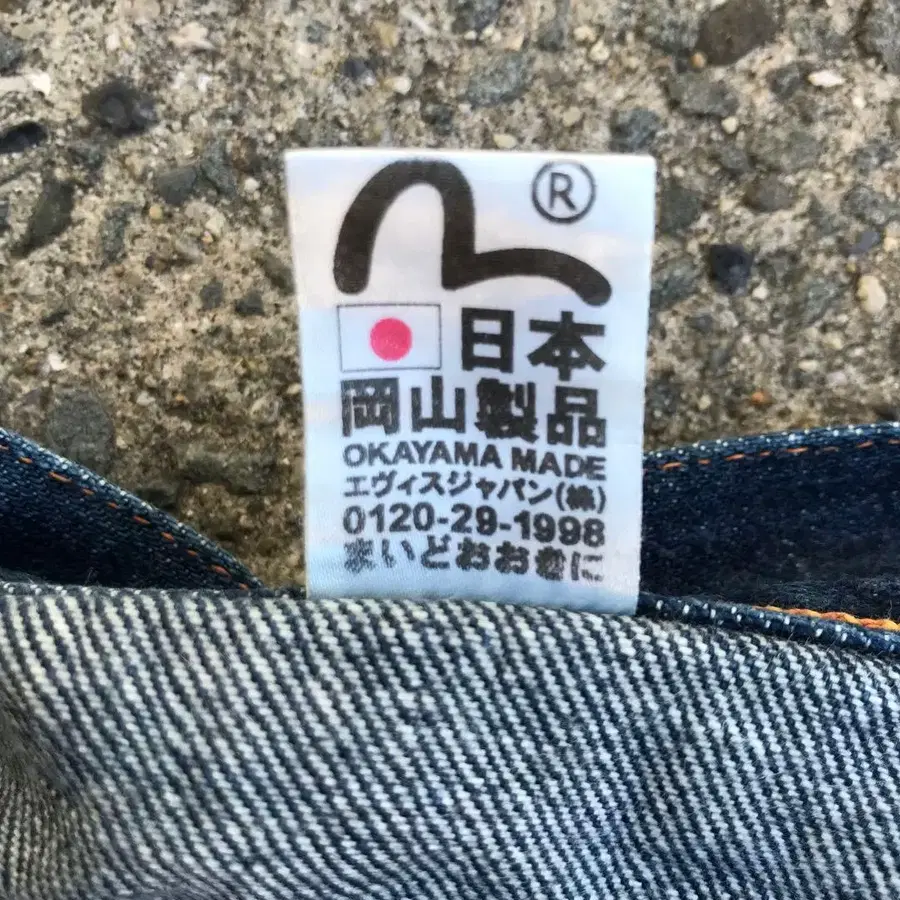 ®
日本
岡山製品
OKAYAMA MADE
エヴィスジャパン(株)
0120-29-1998
まいどおおきに